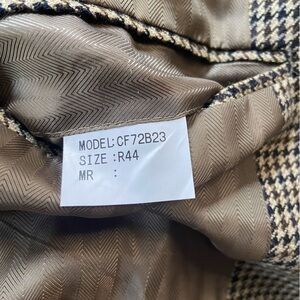 MODEL:CF72B23
SIZE :R44
MR :